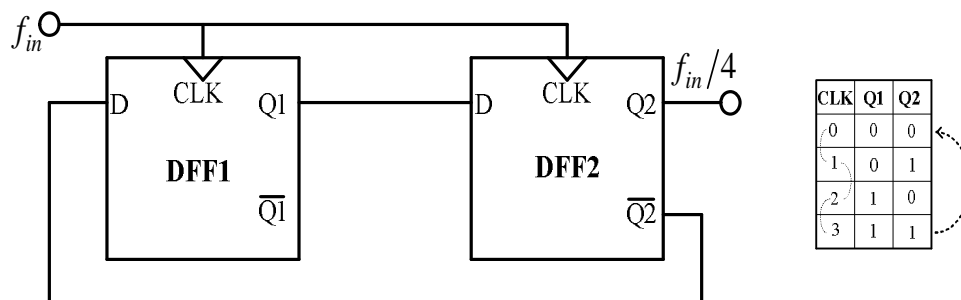 f_in
CLK
D
Q1
DFF1
Q̅1̅
CLK
D
Q2
DFF2
Q̅2̅
f_in/4
CLK Q1 Q2
0 0 0
1 0 1
2 1 0
3 1 1